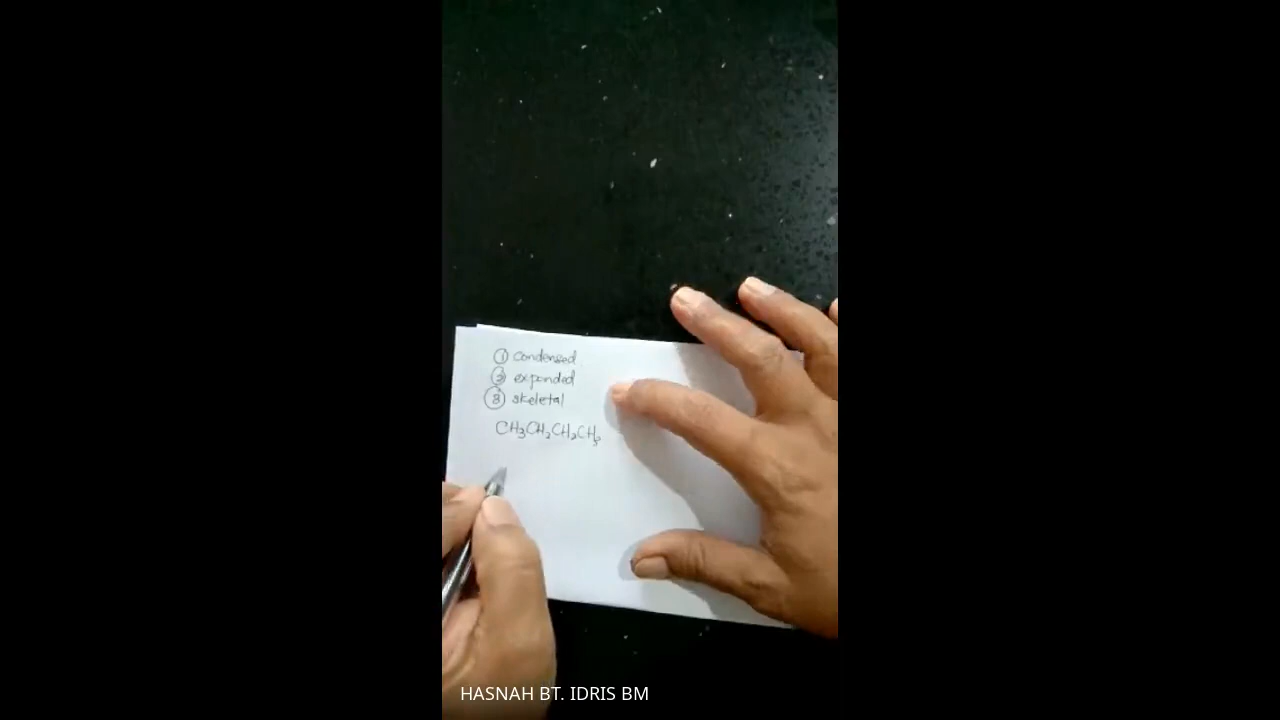 ① condensed
② expanded
③ skeletal
CH₃CH₂CH₂CH₃
HASNAH BT. IDRIS BM